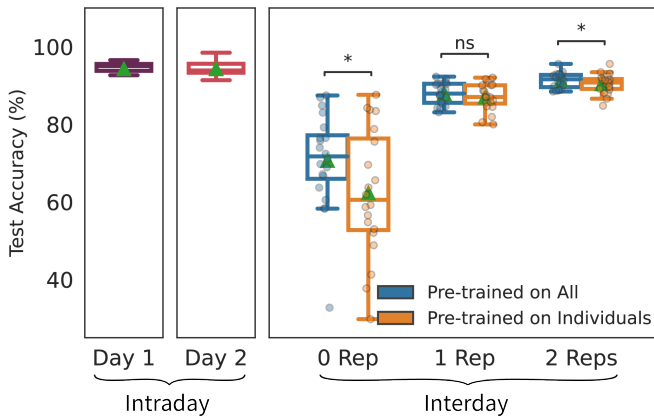 Test Accuracy (%)
100
80
60
40
*
ns
*
Pre-trained on All
Pre-trained on Individuals
Day 1
Day 2
0 Rep
1 Rep
2 Reps
Intraday
Interday